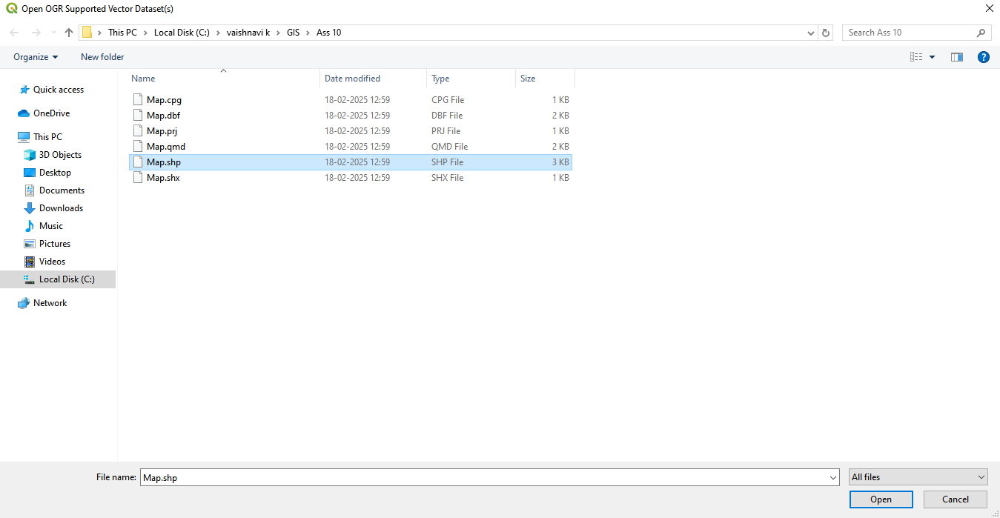 Open OGR Supported Vector Dataset(s)
This PC > Local Disk (C:) > vaishnavi k > GIS > Ass 10
Search Ass 10
Organize
New folder
?
Quick access
OneDrive
This PC
3D Objects
Desktop
Documents
Downloads
Music
Pictures
Videos
Local Disk (C:)
Network
Name Date modified Type Size
Map.cpg 18-02-2025 12:59 CPG File 1 KB
Map.dbf 18-02-2025 12:59 DBF File 2 KB
Map.prj 18-02-2025 12:59 PRJ File 1 KB
Map.qmd 18-02-2025 12:59 QMD File 2 KB
Map.shp 18-02-2025 12:59 SHP File 3 KB
Map.shx 18-02-2025 12:59 SHX File 1 KB
File name: Map.shp
All files
Open
Cancel